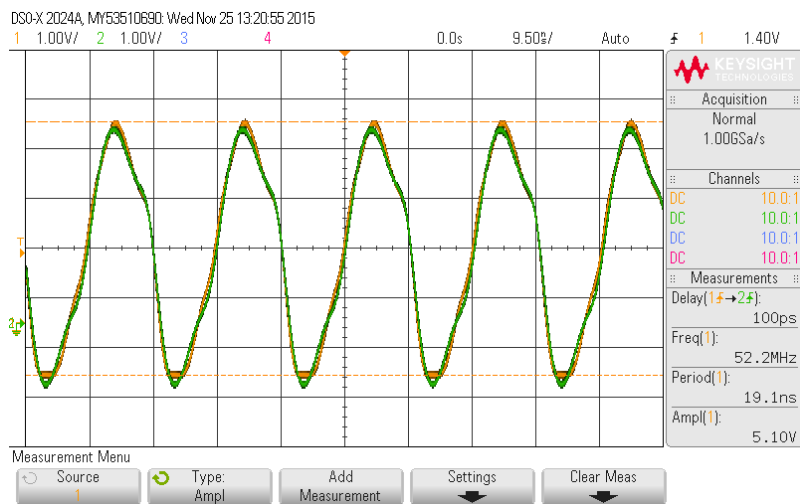 DSO-X 2024A, MY53510690: Wed Nov 25 13:20:55 2015
1 1.00V/ 2 1.00V/ 3 4 0.0s 9.50ns/ Auto 1 1.40V
KEYSIGHT
TECHNOLOGIES
Acquisition
Normal
1.00GSa/s
Channels
DC 10.0:1
DC 10.0:1
DC 10.0:1
DC 10.0:1
Measurements
Delay(1→2):
100ps
Freq(1):
52.2MHz
Period(1):
19.1ns
Ampl(1):
5.10V
T
2
Measurement Menu
Source
1
Type:
Ampl
Add
Measurement
Settings
Clear Meas